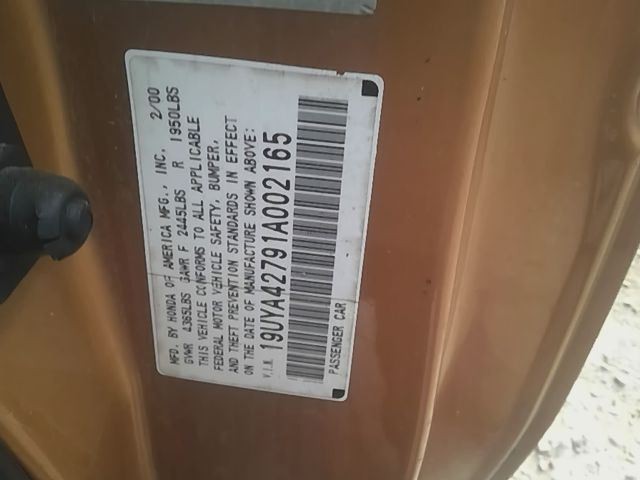 MFD. BY HONDA OF AMERICA MFG., INC. 2/00
GVWR 4365LBS GAWR F 2445LBS R 1950LBS
THIS VEHICLE CONFORMS TO ALL APPLICABLE
FEDERAL MOTOR VEHICLE SAFETY, BUMPER,
AND THEFT PREVENTION STANDARDS IN EFFECT
ON THE DATE OF MANUFACTURE SHOWN ABOVE:
V.I.N. 19UYA42791A002165
PASSENGER CAR